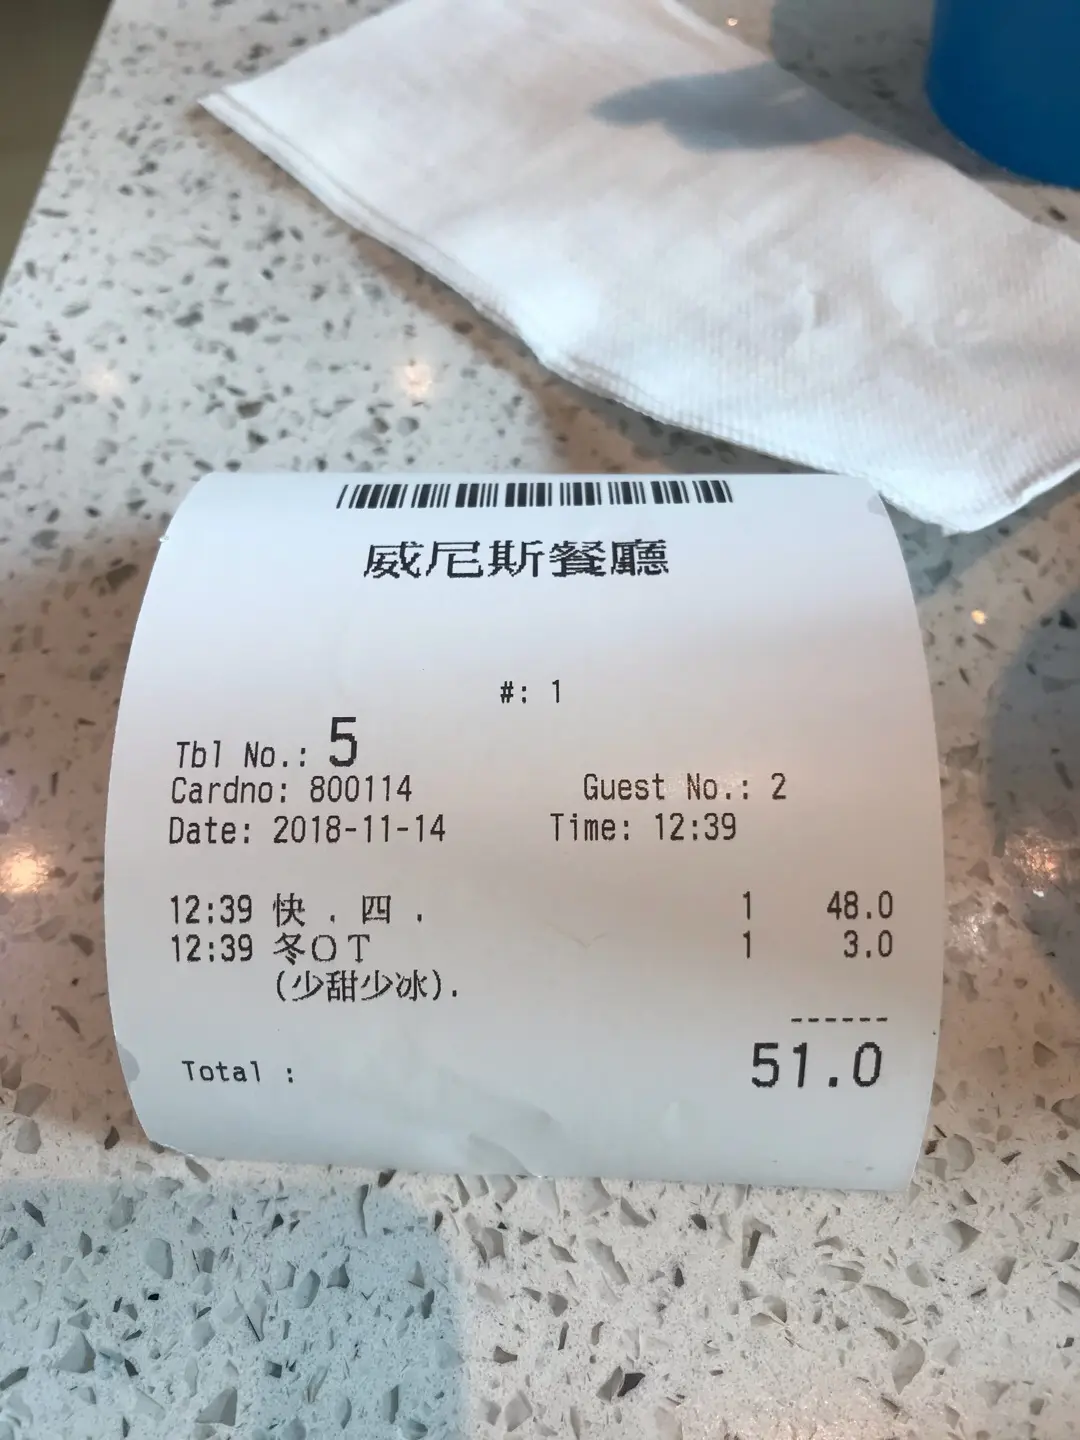 威尼斯餐廳
#: 1
Tbl No.: 5
Cardno: 800114 Guest No.: 2
Date: 2018-11-14 Time: 12:39
12:39 快 . 四 . 1 48.0
12:39 冬O T 1 3.0
(少甜少冰).
------
Total : 51.0